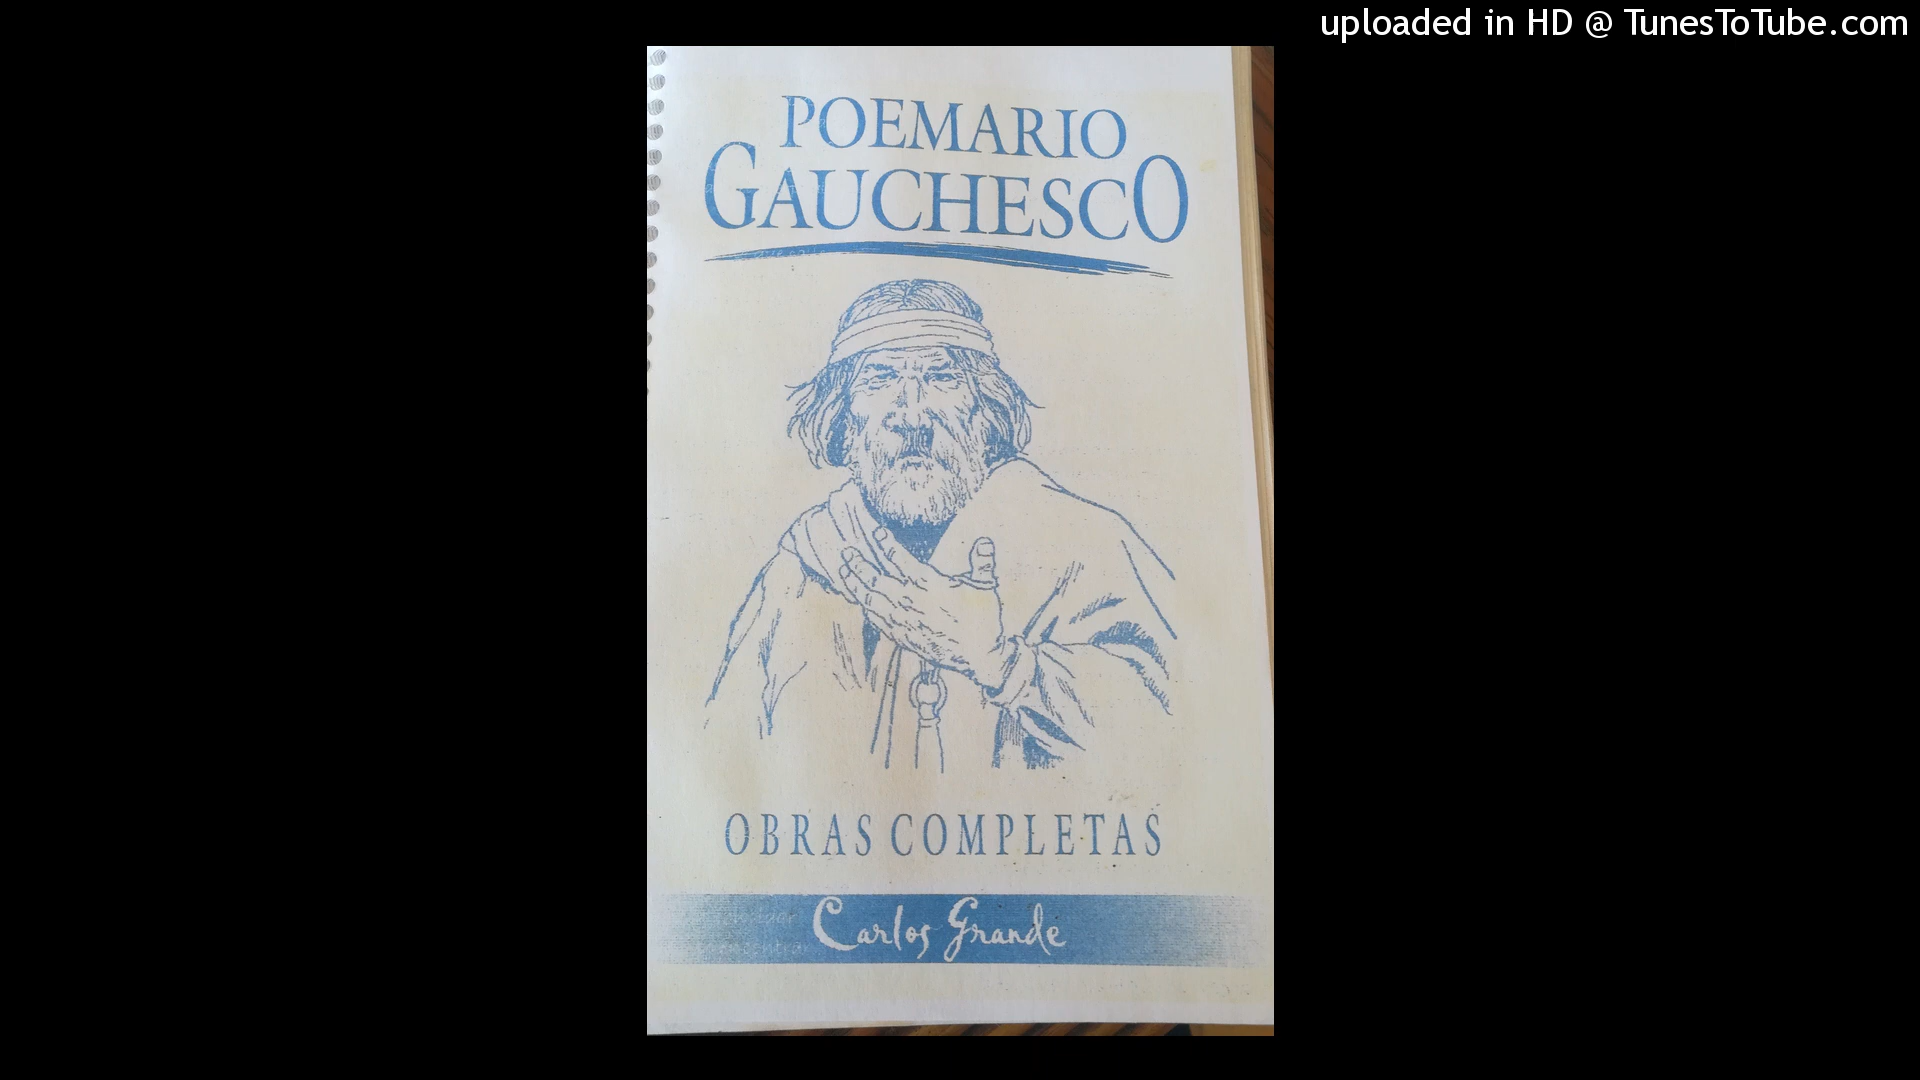 uploaded in HD @ TunesToTube.com
POEMARIO
GAUCHESCO
OBRAS COMPLETAS
Carlos Grande